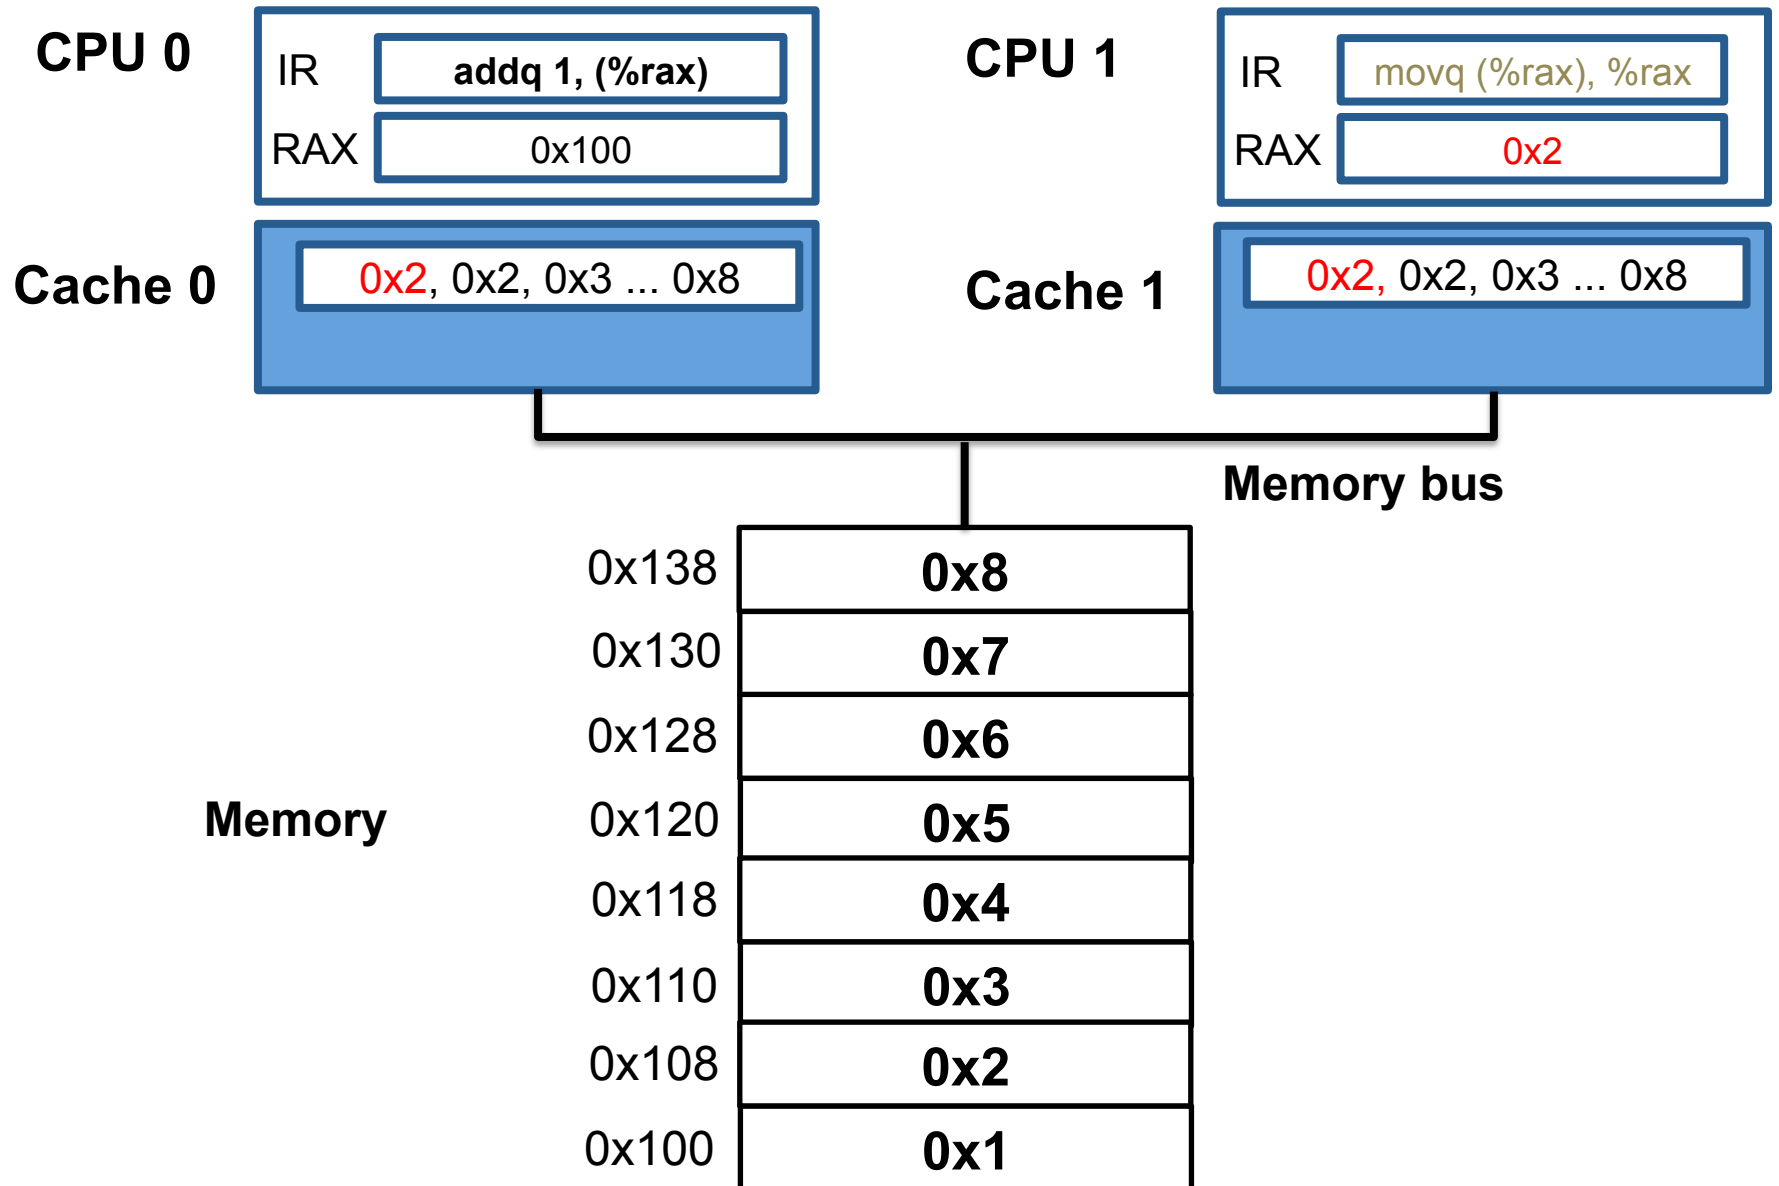 CPU 0
IR addq 1, (%rax)
RAX 0x100
CPU 1
IR movq (%rax), %rax
RAX 0x2
Cache 0
0x2, 0x2, 0x3 ... 0x8
Cache 1
0x2, 0x2, 0x3 ... 0x8
Memory bus
Memory
0x138 0x8
0x130 0x7
0x128 0x6
0x120 0x5
0x118 0x4
0x110 0x3
0x108 0x2
0x100 0x1